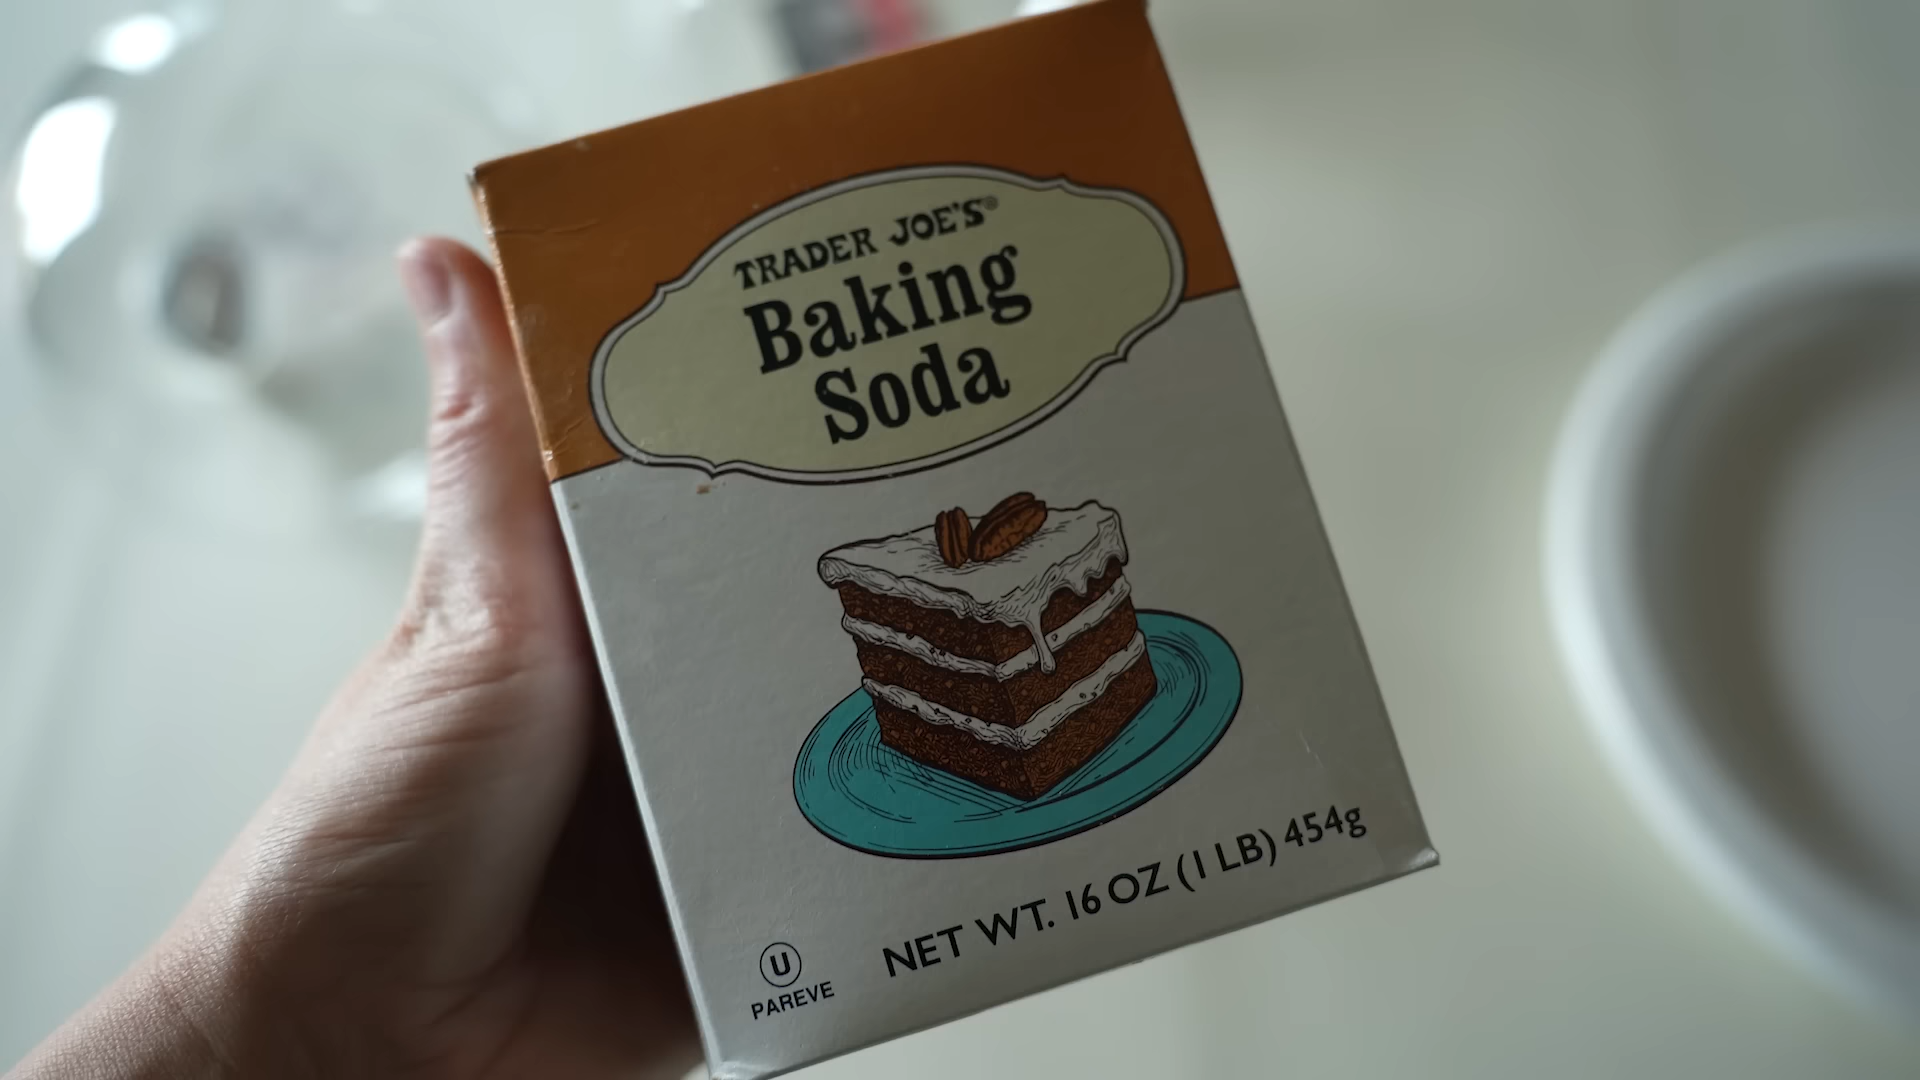 TRADER JOE'S®
Baking
Soda
NET WT. 16 OZ (1 LB) 454g
U
PAREVE